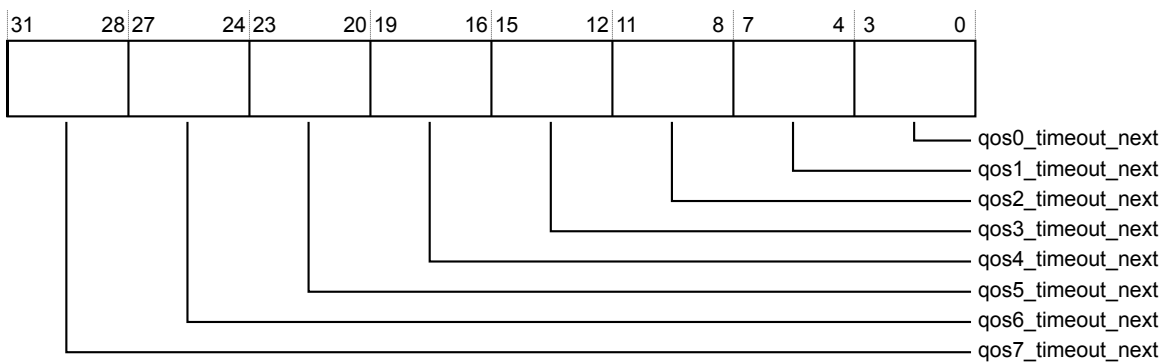 31 28 27 24 23 20 19 16 15 12 11 8 7 4 3 0
qos0_timeout_next
qos1_timeout_next
qos2_timeout_next
qos3_timeout_next
qos4_timeout_next
qos5_timeout_next
qos6_timeout_next
qos7_timeout_next